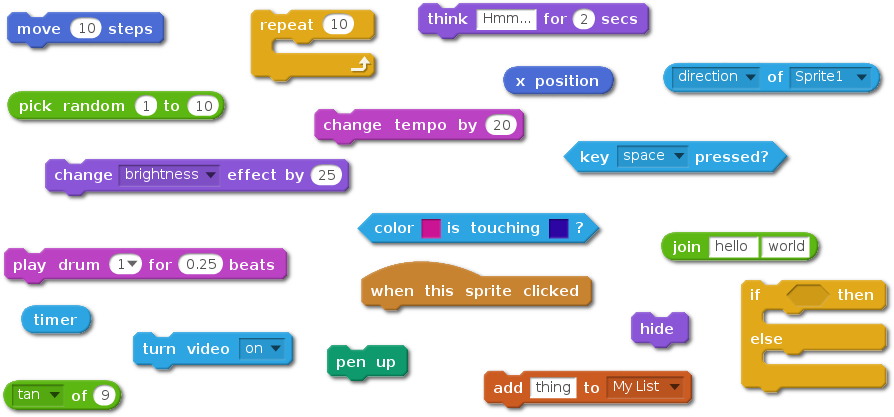 move 10 steps
repeat 10
think Hmm... for 2 secs
x position
direction of Sprite1
pick random 1 to 10
change tempo by 20
key space pressed?
change brightness effect by 25
color is touching ?
join hello world
play drum 1 for 0.25 beats
when this sprite clicked
if then
else
timer
hide
turn video on
pen up
add thing to My List
tan of 9